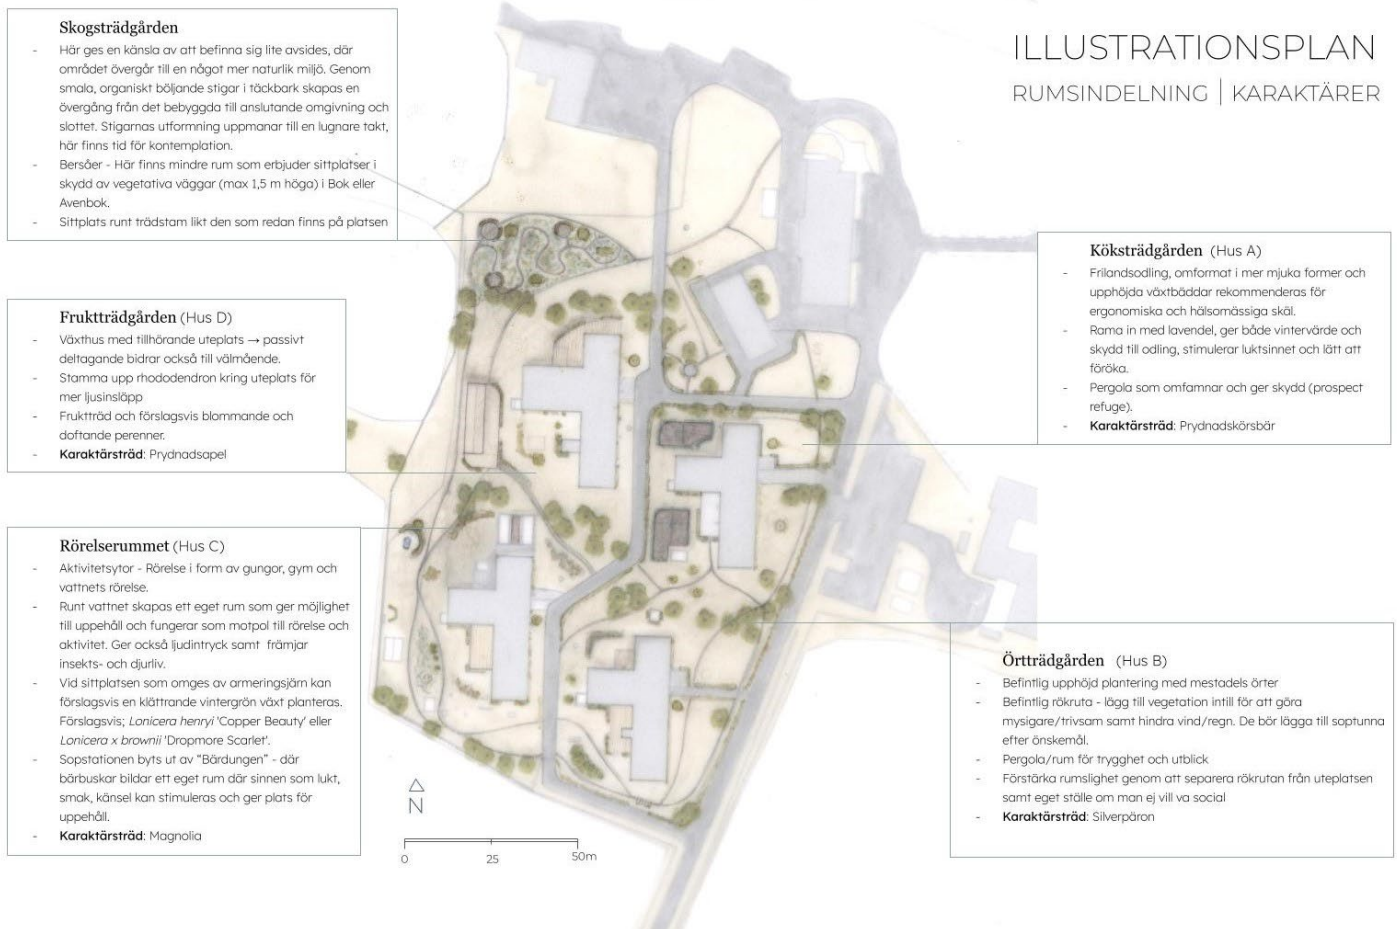 ILLUSTRATIONSPLAN
RUMSINDELNING | KARAKTÄRER
Skogsträdgården
- Här ges en känsla av att befinna sig lite avsides, där
området övergår till en något mer naturlik miljö. Genom
smala, organiskt böljande stigar i täckbark skapas en
övergång från det bebyggda till anslutande omgivning och
slottet. Stigarnas utformning uppmanar till en lugnare takt,
här finns tid för kontemplation.
- Bersåer - Här finns mindre rum som erbjuder sittplatser i
skydd av vegetativa väggar (max 1,5 m höga) i Bok eller
Avenbok.
- Sittplats runt trädstam likt den som redan finns på platsen
Fruktträdgården (Hus D)
- Växthus med tillhörande uteplats → passivt
deltagande bidrar också till välmående.
- Stamma upp rhododendron kring uteplats för
mer ljusinsläpp
- Fruktträd och förslagsvis blommande och
doftande perenner.
- Karaktärsträd: Prydnadsapel
Rörelserummet (Hus C)
- Aktivitetsytor - Rörelse i form av gungor, gym och
vattnets rörelse.
- Runt vattnet skapas ett eget rum som ger möjlighet
till uppehåll och fungerar som motpol till rörelse och
aktivitet. Ger också ljudintryck samt främjar
insekts- och djurliv.
- Vid sittplatsen som omges av armeringsjärn kan
förslagsvis en klättrande vintergrön växt planteras.
Förslagsvis; Lonicera henryi 'Copper Beauty' eller
Lonicera x brownii 'Dropmore Scarlet'.
- Sopstationen byts ut av “Bärdungen” - där
bärbuskar bildar ett eget rum där sinnen som lukt,
smak, känsel kan stimuleras och ger plats för
uppehåll.
- Karaktärsträd: Magnolia
Köksträdgården (Hus A)
- Frilandsodling, omformat i mer mjuka former och
upphöjda växtbäddar rekommenderas för
ergonomiska och hälsomässiga skäl.
- Rama in med lavendel, ger både vintervärde och
skydd till odling, stimulerar luktsinnet och lätt att
föröka.
- Pergola som omfamnar och ger skydd (prospect
refuge).
- Karaktärsträd: Prydnadskörsbär
Örtträdgården (Hus B)
- Befintlig upphöjd plantering med mestadels örter
- Befintlig rökruta - lägg till vegetation intill för att göra
mysigare/trivsam samt hindra vind/regn. De bör lägga till soptunna
efter önskemål.
- Pergola/rum för trygghet och utblick
- Förstärka rumslighet genom att separera rökrutan från uteplatsen
samt eget ställe om man ej vill va social
- Karaktärsträd: Silverpäron
N
0 25 50m